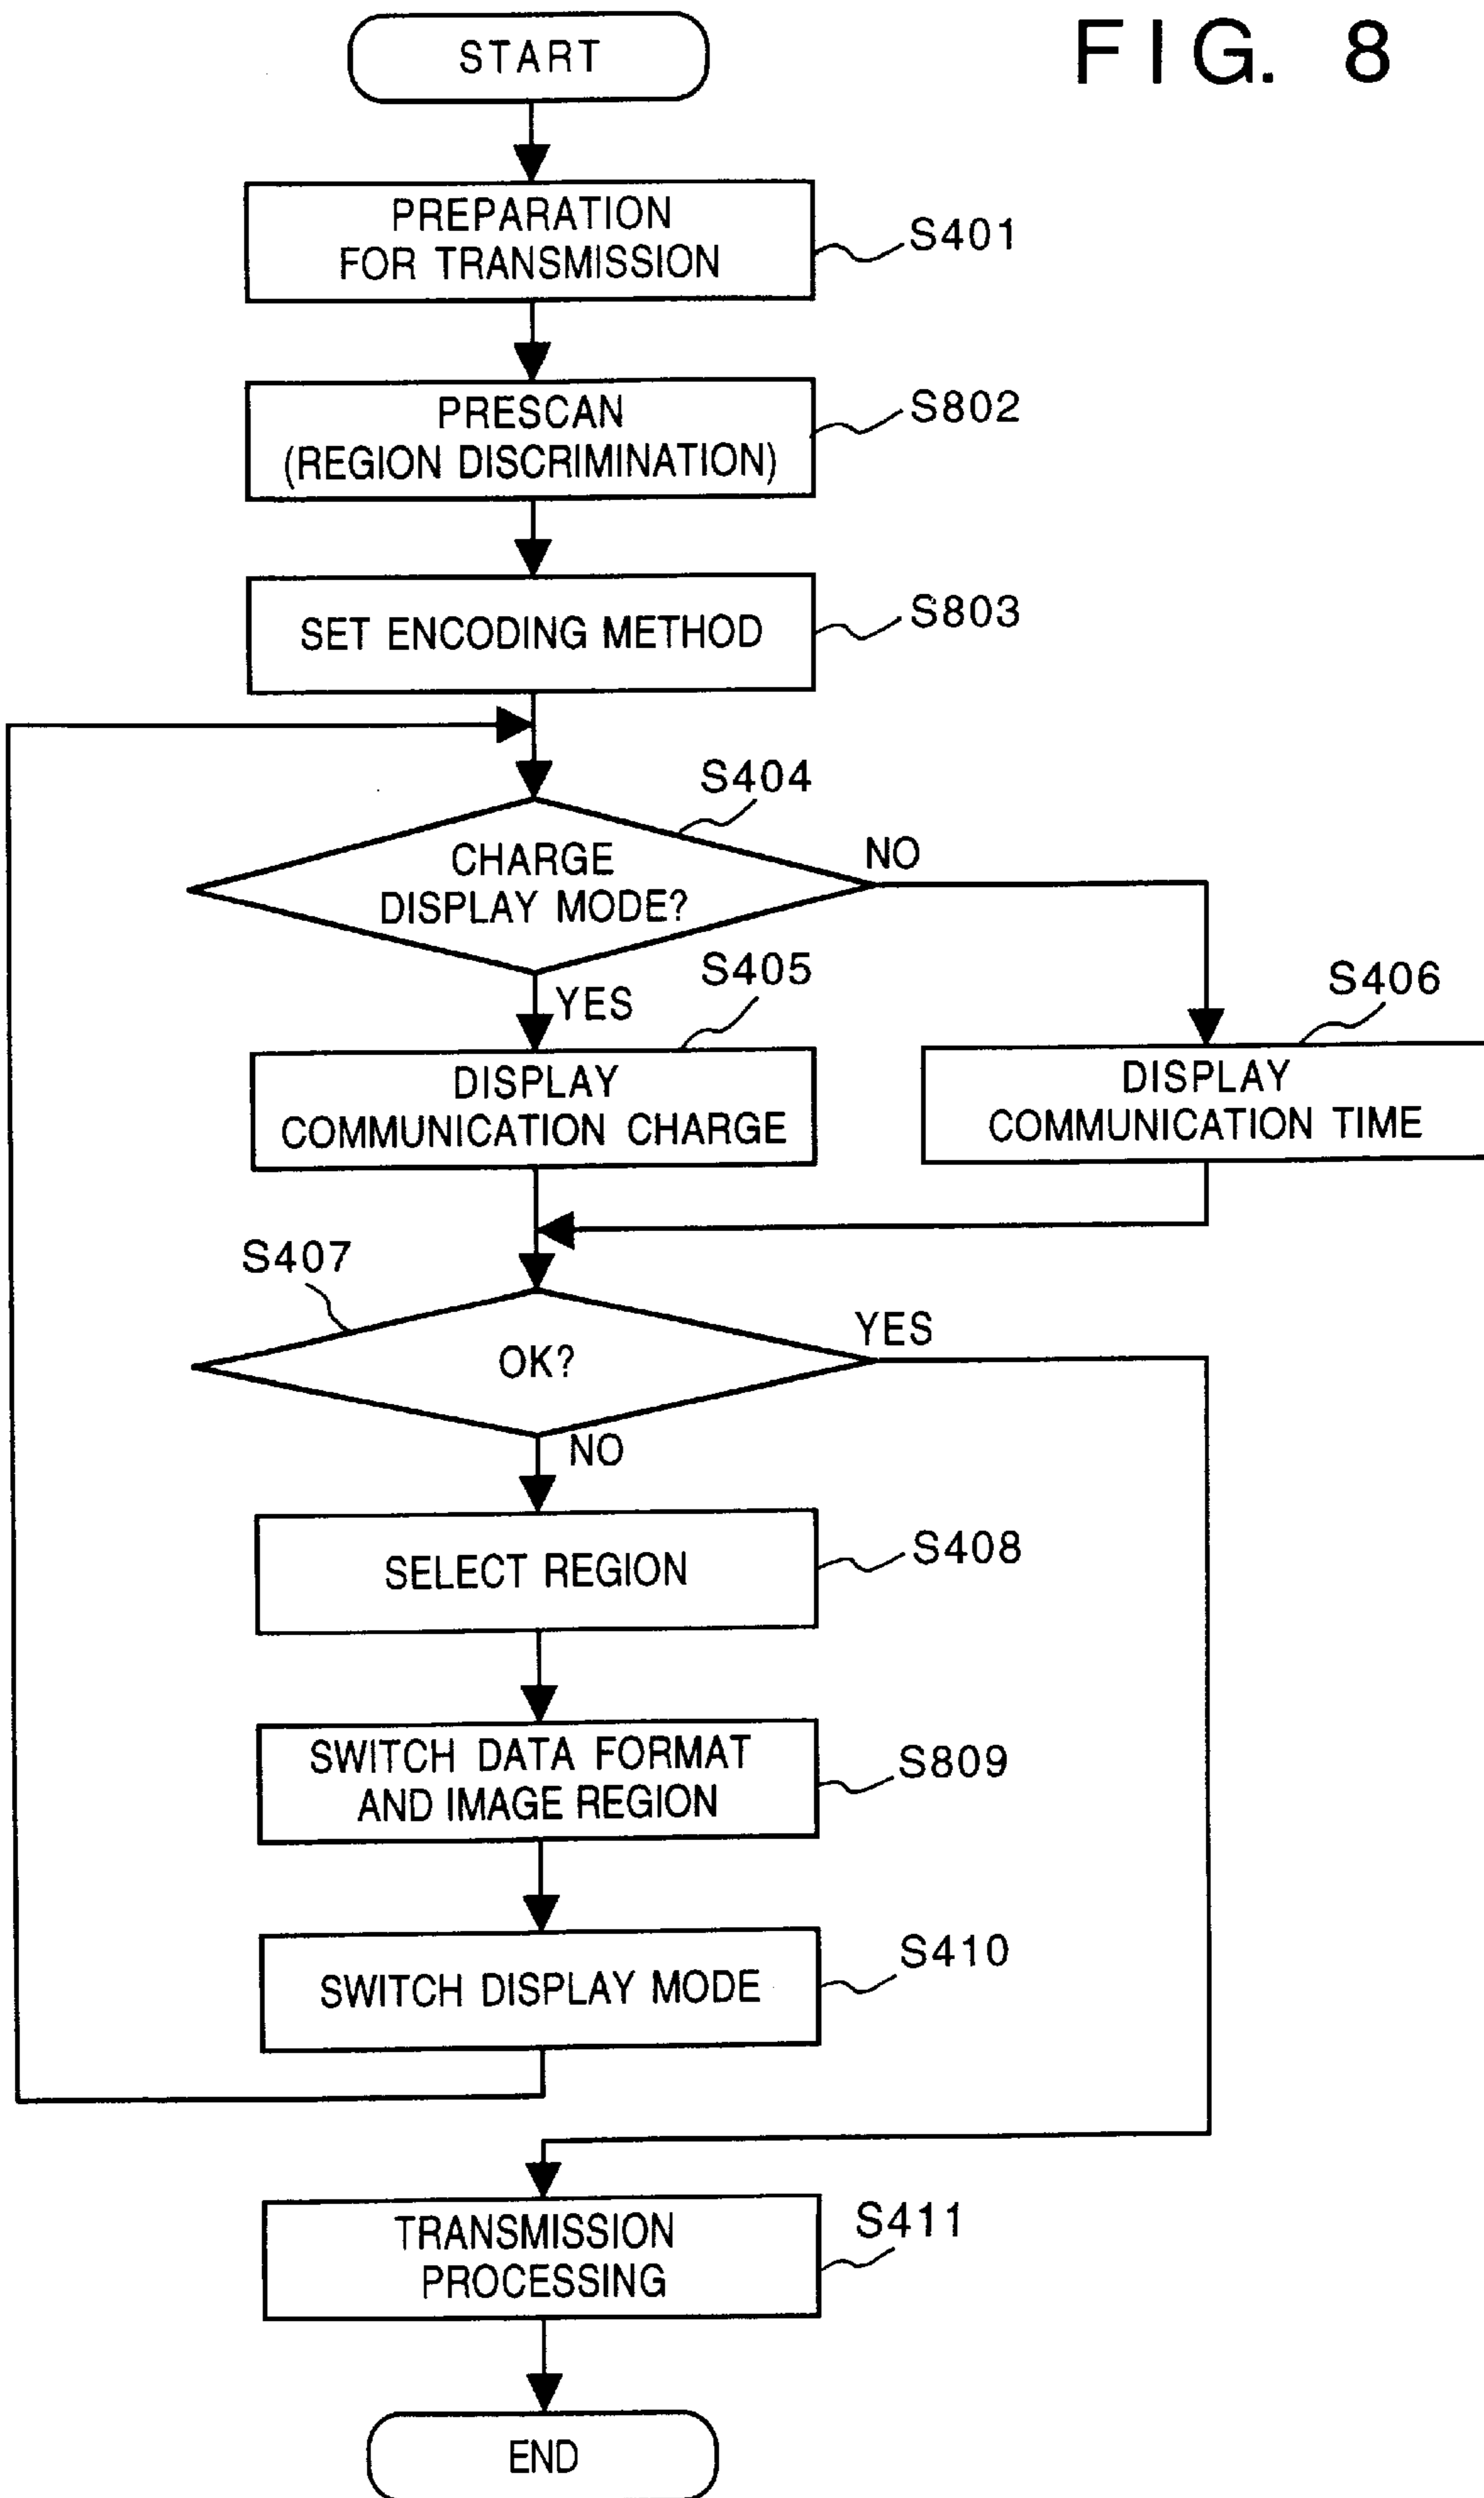 FIG. 8
START
PREPARATION
FOR TRANSMISSION
S401
PRESCAN
(REGION DISCRIMINATION)
S802
SET ENCODING METHOD
S803
S404
CHARGE
DISPLAY MODE?
NO
YES
S405
DISPLAY
COMMUNICATION CHARGE
S406
DISPLAY
COMMUNICATION TIME
S407
OK?
YES
NO
SELECT REGION
S408
SWITCH DATA FORMAT
AND IMAGE REGION
S809
SWITCH DISPLAY MODE
S410
TRANSMISSION
PROCESSING
S411
END